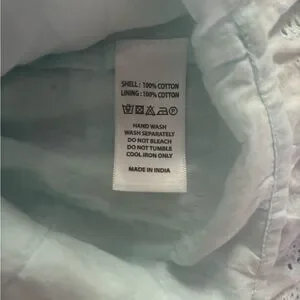 SHELL : 100% COTTON
LINING : 100% COTTON
HAND WASH
WASH SEPARATELY
DO NOT BLEACH
DO NOT TUMBLE
COOL IRON ONLY
MADE IN INDIA